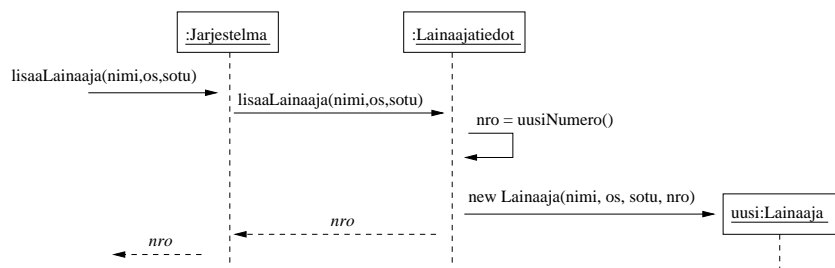 :Jarjestelma
:Lainaajatiedot
lisaaLainaaja(nimi,os,sotu)
lisaaLainaaja(nimi,os,sotu)
nro = uusiNumero()
new Lainaaja(nimi, os, sotu, nro)
uusi:Lainaaja
nro
nro